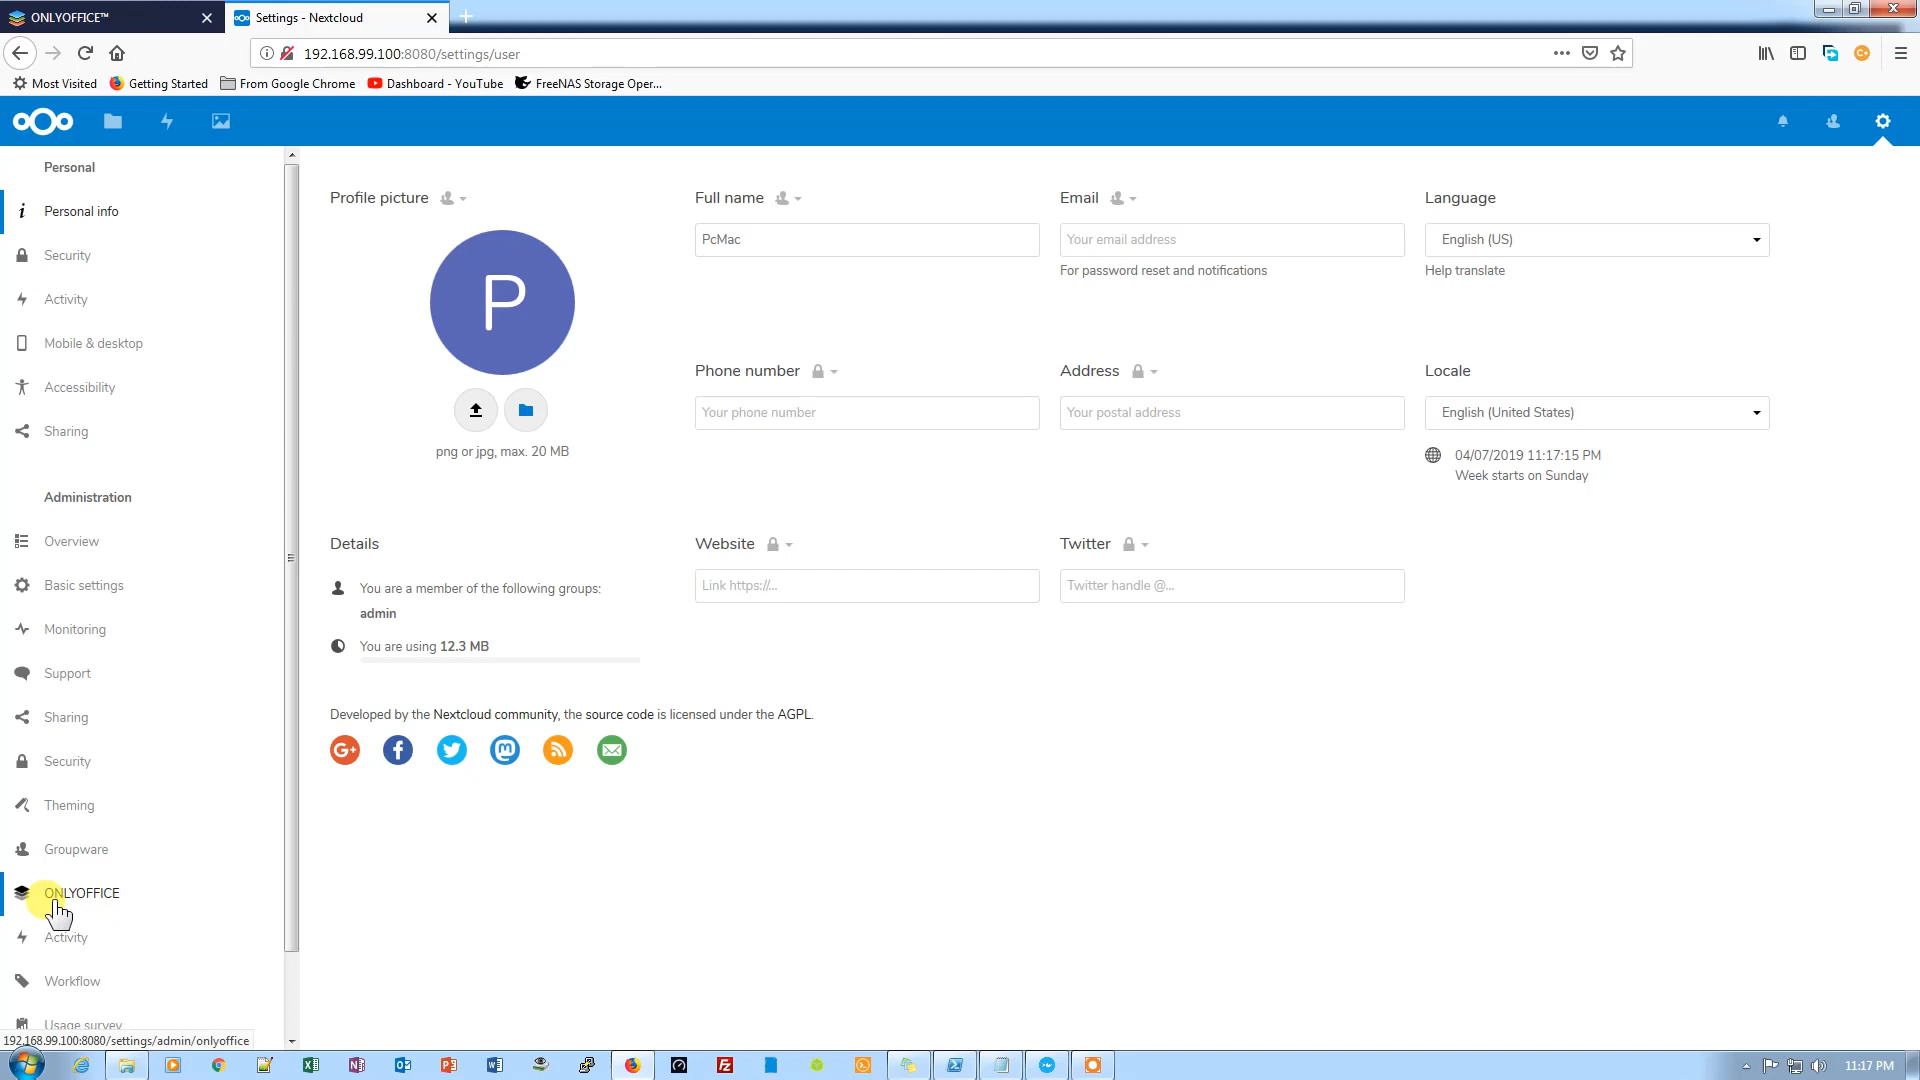 ONLYOFFICE™
Settings - Nextcloud
192.168.99.100:8080/settings/user
Most Visited
Getting Started
From Google Chrome
Dashboard - YouTube
FreeNAS Storage Oper...
Personal
Personal info
Security
Activity
Mobile & desktop
Accessibility
Sharing
Administration
Overview
Basic settings
Monitoring
Support
Sharing
Security
Theming
Groupware
ONLYOFFICE
Activity
Workflow
Usage survey
192.168.99.100:8080/settings/admin/onlyoffice
Profile picture
P
png or jpg, max. 20 MB
Full name
PcMac
Email
Your email address
For password reset and notifications
Language
English (US)
Help translate
Phone number
Your phone number
Address
Your postal address
Locale
English (United States)
04/07/2019 11:17:15 PM
Week starts on Sunday
Details
You are a member of the following groups:
admin
You are using 12.3 MB
Website
Link https://...
Twitter
Twitter handle @...
Developed by the Nextcloud community, the source code is licensed under the AGPL.
11:17 PM